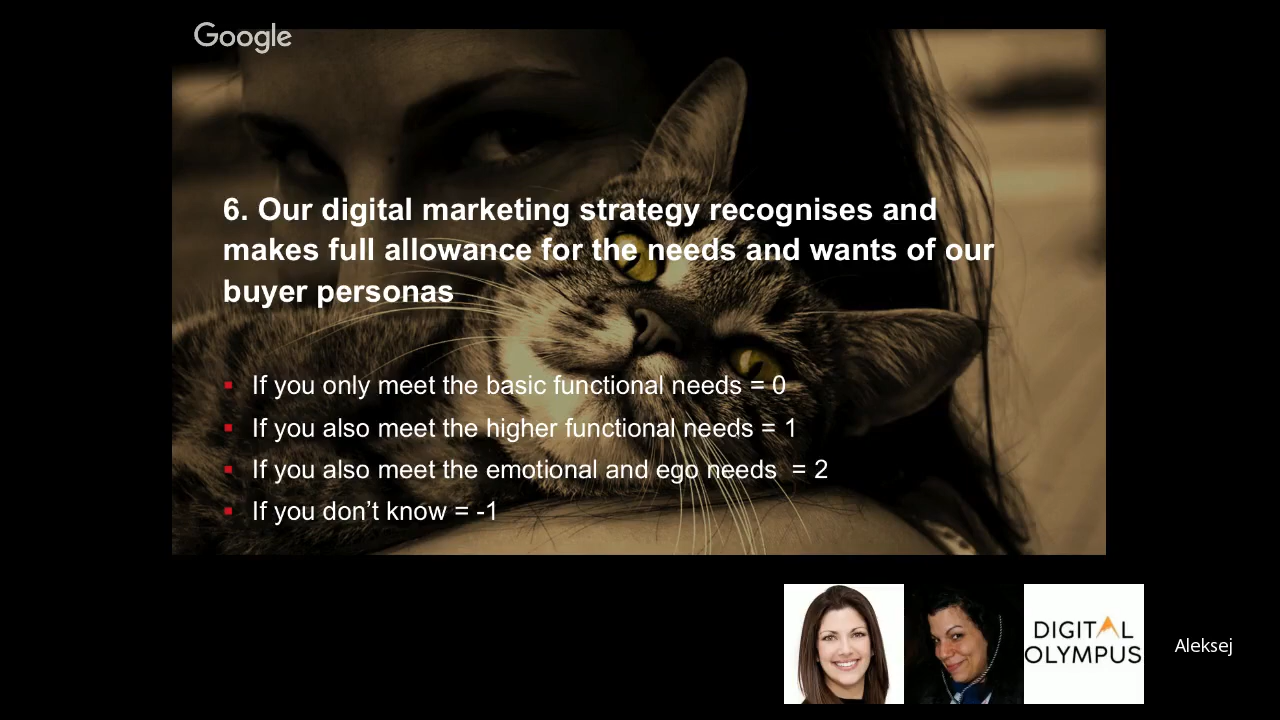 Google
6. Our digital marketing strategy recognises and
makes full allowance for the needs and wants of our
buyer personas
▪ If you only meet the basic functional needs = 0
▪ If you also meet the higher functional needs = 1
▪ If you also meet the emotional and ego needs  = 2
▪ If you don’t know = -1
DIGITAL
OLYMPUS
Aleksej